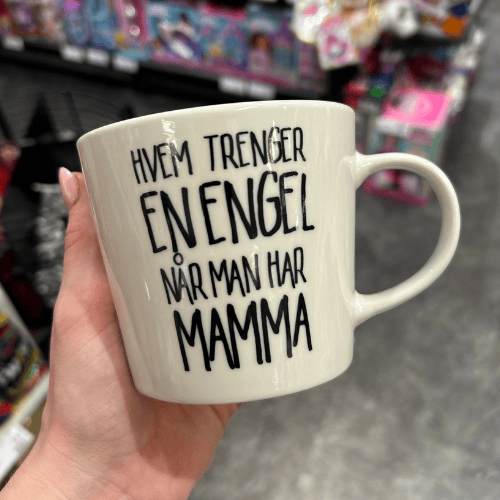 HVEM TRENGER
EN ENGEL
NÅR MAN HAR
MAMMA